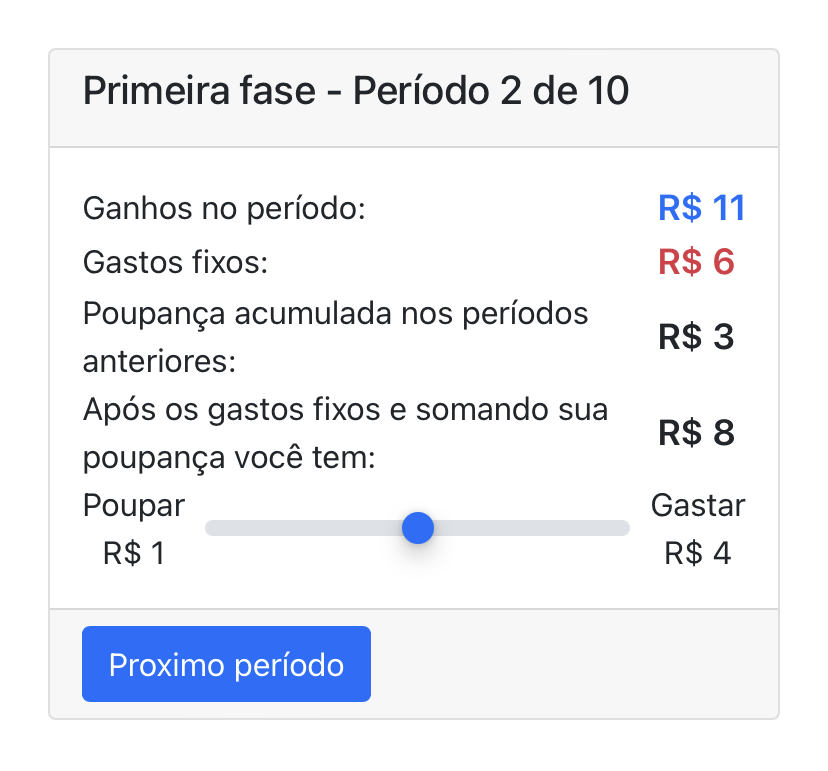 Primeira fase - Período 2 de 10
Ganhos no período: R$ 11
Gastos fixos: R$ 6
Poupança acumulada nos períodos
anteriores:
R$ 3
Após os gastos fixos e somando sua
poupança você tem:
R$ 8
Poupar Gastar
R$ 1 R$ 4
Proximo período